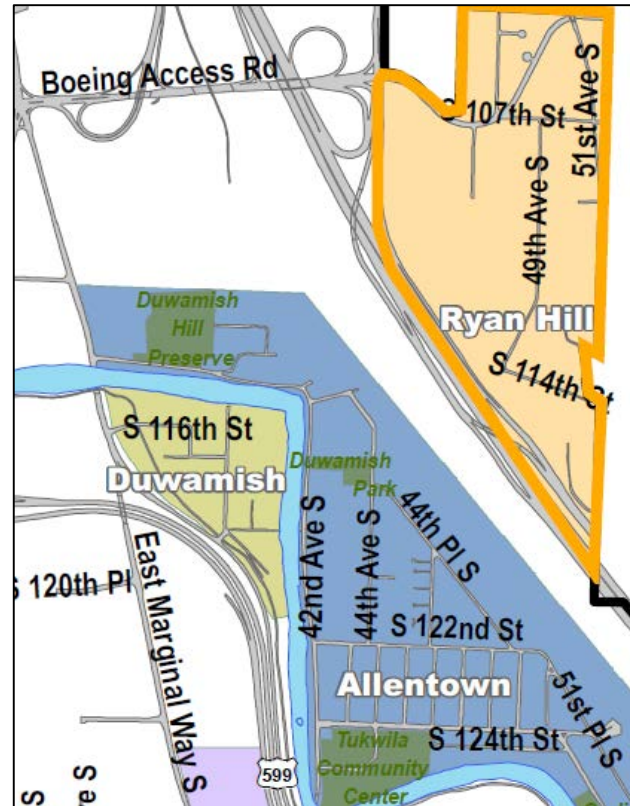 Boeing Access Rd
S 107th St
51st Ave S
49th Ave S
Ryan Hill
S 114th St
Duwamish
Hill
Preserve
S 116th St
Duwamish
Duwamish
Park
44th Pl S
42nd Ave S
44th Ave S
S 120th Pl
East Marginal Way S
S 122nd St
Allentown
51st Pl S
S 124th St
Tukwila
Community
Center
599
S
e S